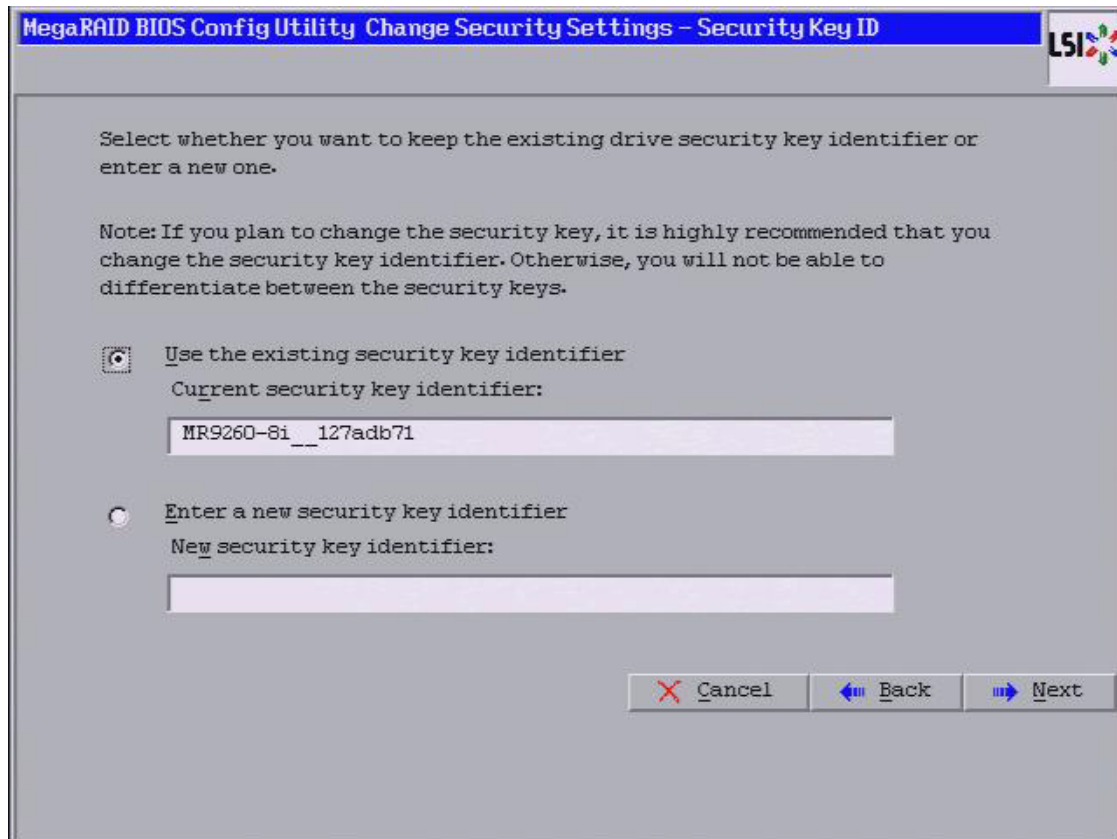 MegaRAID BIOS Config Utility Change Security Settings - Security Key ID
LSI
Select whether you want to keep the existing drive security key identifier or
enter a new one.
Note: If you plan to change the security key, it is highly recommended that you
change the security key identifier. Otherwise, you will not be able to
differentiate between the security keys.
Use the existing security key identifier
Current security key identifier:
MR9260-8i__127adb71
Enter a new security key identifier
New security key identifier:
Cancel Back Next